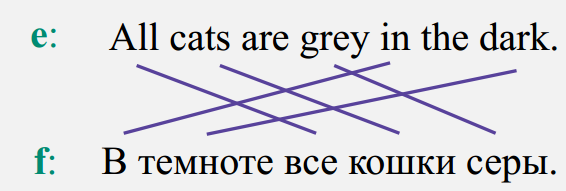 e: All cats are grey in the dark.
f: В темноте все кошки серы.